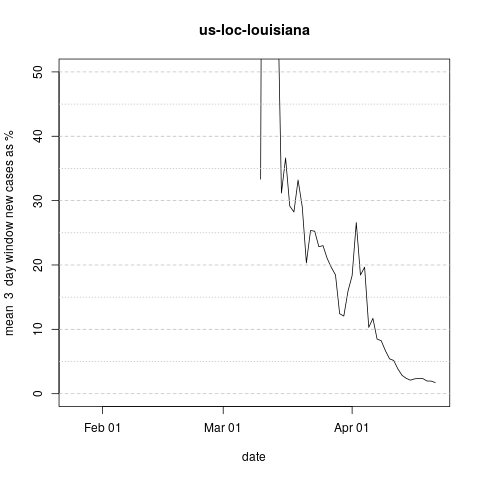 us-loc-louisiana
mean 3 day window new cases as %
50
40
30
20
10
0
Feb 01
Mar 01
Apr 01
date